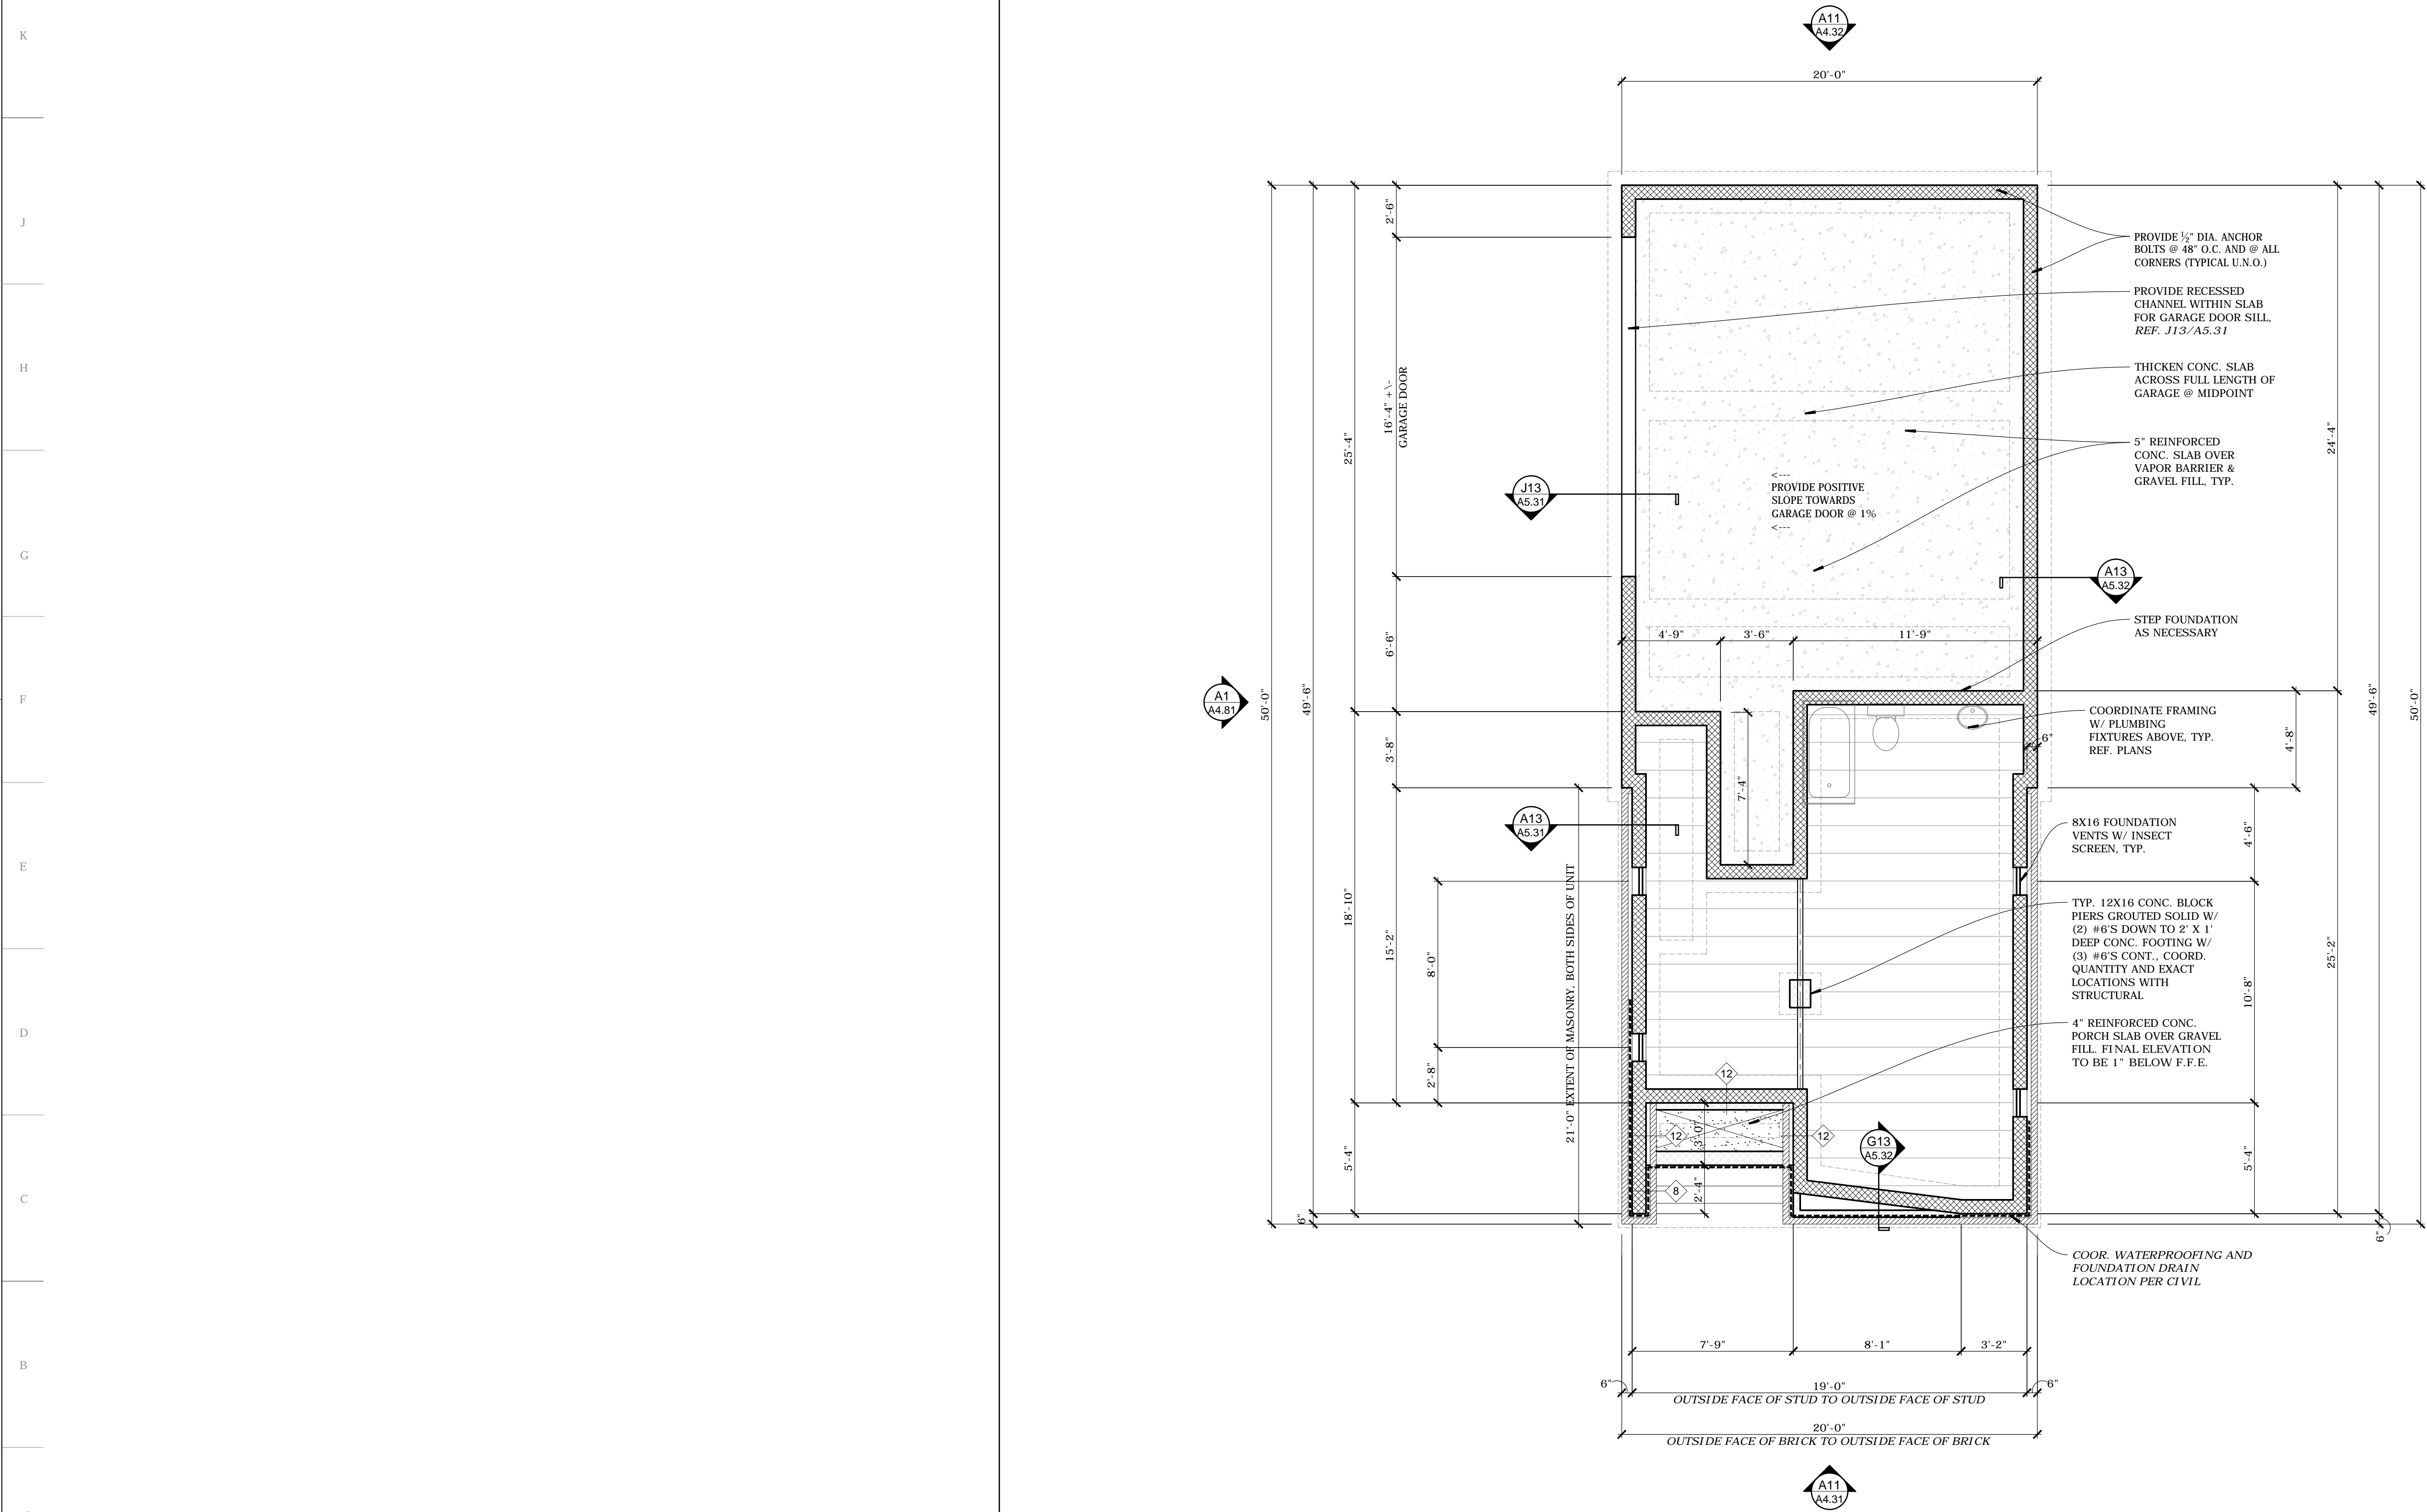 K
J
H
G
F
E
D
C
B
A11
A4.32
20'-0"
50'-0"
49'-6"
25'-4"
18'-10"
5'-4"
6"
2'-6"
16'-4" +\-
GARAGE DOOR
6'-6"
3'-8"
15'-2"
8'-0"
2'-8"
21'-0" EXTENT OF MASONRY, BOTH SIDES OF UNIT
A1
A4.81
J13
A5.31
A13
A5.31
<---
PROVIDE POSITIVE
SLOPE TOWARDS
GARAGE DOOR @ 1%
<---
4'-9"
3'-6"
11'-9"
7'-4"
6"
12
12
12
3'-0"
8
2'-4"
G13
A5.32
A13
A5.32
PROVIDE ½" DIA. ANCHOR
BOLTS @ 48" O.C. AND @ ALL
CORNERS (TYPICAL U.N.O.)
PROVIDE RECESSED
CHANNEL WITHIN SLAB
FOR GARAGE DOOR SILL,
REF. J13/A5.31
THICKEN CONC. SLAB
ACROSS FULL LENGTH OF
GARAGE @ MIDPOINT
5" REINFORCED
CONC. SLAB OVER
VAPOR BARRIER &
GRAVEL FILL, TYP.
STEP FOUNDATION
AS NECESSARY
COORDINATE FRAMING
W/ PLUMBING
FIXTURES ABOVE, TYP.
REF. PLANS
8X16 FOUNDATION
VENTS W/ INSECT
SCREEN, TYP.
TYP. 12X16 CONC. BLOCK
PIERS GROUTED SOLID W/
(2) #6'S DOWN TO 2' X 1'
DEEP CONC. FOOTING W/
(3) #6'S CONT., COORD.
QUANTITY AND EXACT
LOCATIONS WITH
STRUCTURAL
4" REINFORCED CONC.
PORCH SLAB OVER GRAVEL
FILL. FINAL ELEVATION
TO BE 1" BELOW F.F.E.
COOR. WATERPROOFING AND
FOUNDATION DRAIN
LOCATION PER CIVIL
24'-4"
4'-8"
4'-6"
10'-8"
5'-4"
25'-2"
49'-6"
50'-0"
6"
7'-9"
8'-1"
3'-2"
6"
19'-0"
6"
OUTSIDE FACE OF STUD TO OUTSIDE FACE OF STUD
20'-0"
OUTSIDE FACE OF BRICK TO OUTSIDE FACE OF BRICK
A11
A4.31